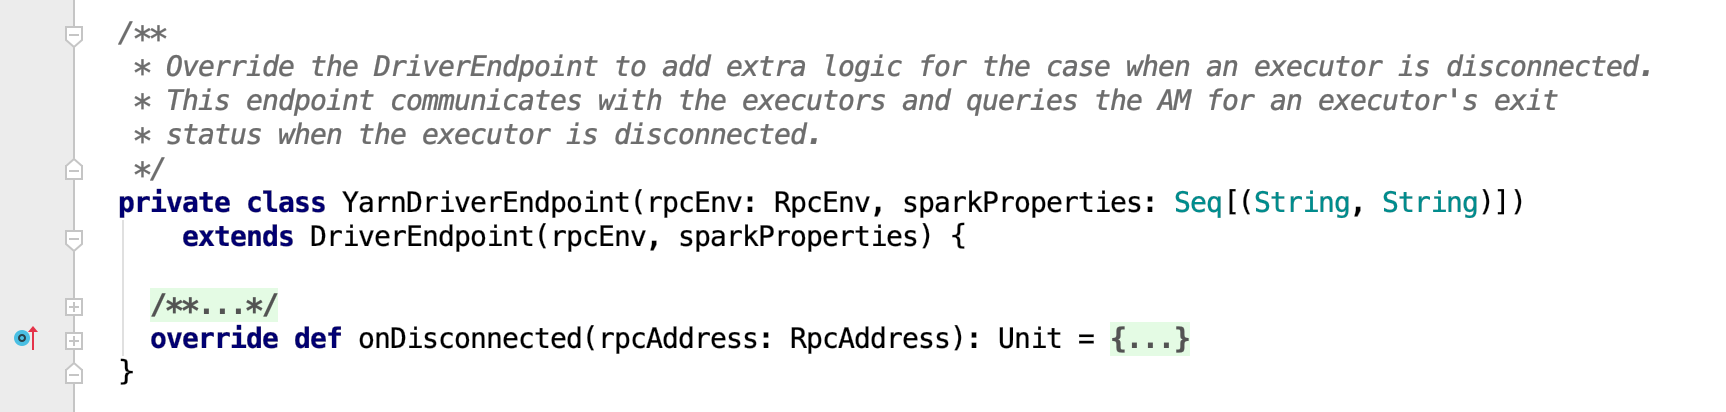 /**
 * Override the DriverEndpoint to add extra logic for the case when an executor is disconnected.
 * This endpoint communicates with the executors and queries the AM for an executor's exit
 * status when the executor is disconnected.
 */
private class YarnDriverEndpoint(rpcEnv: RpcEnv, sparkProperties: Seq[(String, String)])
    extends DriverEndpoint(rpcEnv, sparkProperties) {
  /**...*/
  override def onDisconnected(rpcAddress: RpcAddress): Unit = {...}
}